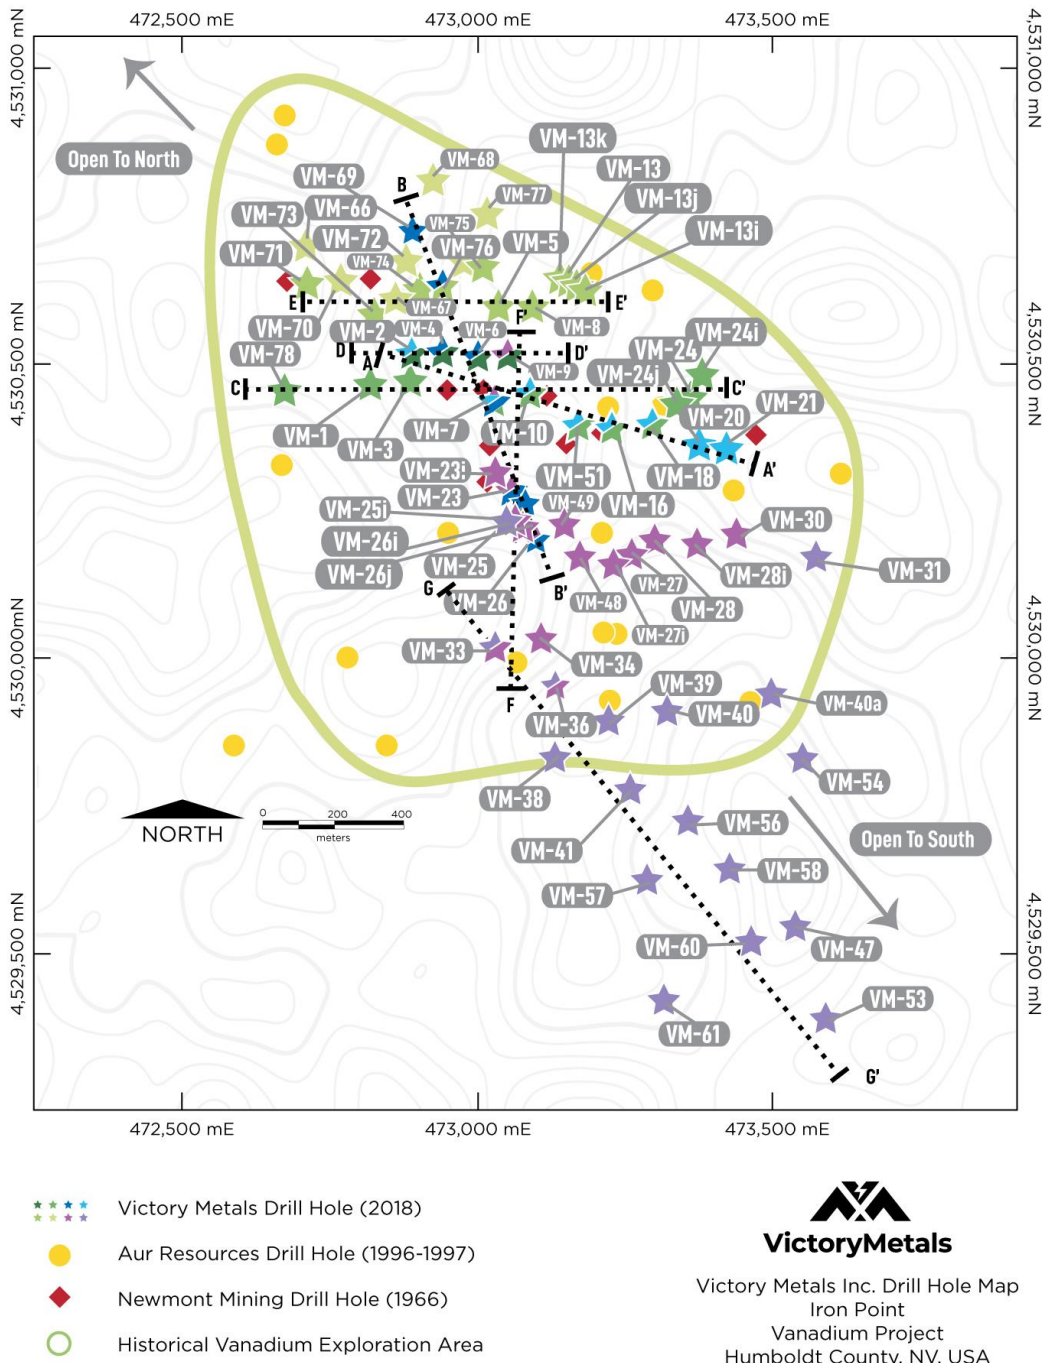 472,500 mE
473,000 mE
473,500 mE
4,531,000 mN
4,531,000 mN
Open To North
VM-13k
VM-68
VM-13
VM-69
B
VM-77
VM-13j
VM-73
VM-66
VM-75
VM-13i
VM-72
VM-76
VM-5
VM-71
VM-74
E
E'
VM-67
F'
VM-70
VM-2
VM-4
VM-6
VM-8
VM-24i
D
D'
VM-78
A
VM-9
VM-24
VM-24j
C
C'
VM-20
VM-21
VM-1
VM-7
VM-10
VM-3
A'
VM-23i
VM-51
VM-18
VM-23
VM-49
VM-16
VM-25i
VM-30
VM-26i
VM-26j
VM-25
VM-28i
VM-31
VM-27
G
B'
VM-26
VM-48
VM-28
VM-27i
VM-33
VM-34
VM-39
F
VM-36
VM-40
VM-40a
VM-38
VM-54
VM-41
VM-56
Open To South
VM-58
VM-57
VM-60
VM-47
VM-53
VM-61
G'
4,530,500 mN
4,530,500 mN
4,530,000mN
4,530,000 mN
4,529,500 mN
4,529,500 mN
NORTH
0 200 400
meters
472,500 mE
473,000 mE
473,500 mE
Victory Metals Drill Hole (2018)
Aur Resources Drill Hole (1996-1997)
Newmont Mining Drill Hole (1966)
Historical Vanadium Exploration Area
VictoryMetals
Victory Metals Inc. Drill Hole Map
Iron Point
Vanadium Project
Humboldt County, NV, USA